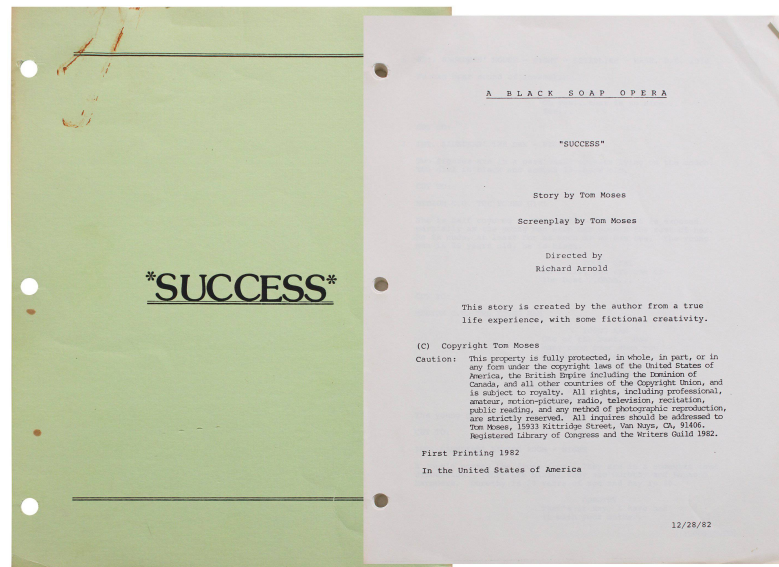 *SUCCESS*
A BLACK SOAP OPERA
"SUCCESS"
Story by Tom Moses
Screenplay by Tom Moses
Directed by
Richard Arnold
This story is created by the author from a true
life experience, with some fictional creativity.
(C) Copyright Tom Moses
Caution: This property is fully protected, in whole, in part, or in
any form under the copyright laws of the United States of
America, the British Empire including the Dominion of
Canada, and all other countries of the Copyright Union, and
is subject to royalty. All rights, including professional,
amateur, motion-picture, radio, television, recitation,
public reading, and any method of photographic reproduction,
are strictly reserved. All inquires should be addressed to
Tom Moses, 15933 Kittridge Street, Van Nuys, CA, 91406.
Registered Library of Congress and the Writers Guild 1982.
First Printing 1982
In the United States of America
12/28/82